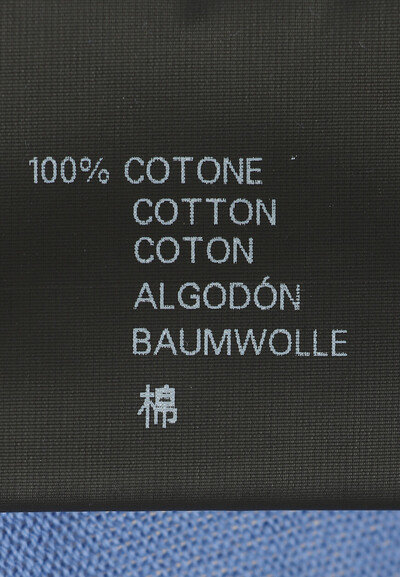 100% COTONE
COTTON
COTON
ALGODÓN
BAUMWOLLE
棉